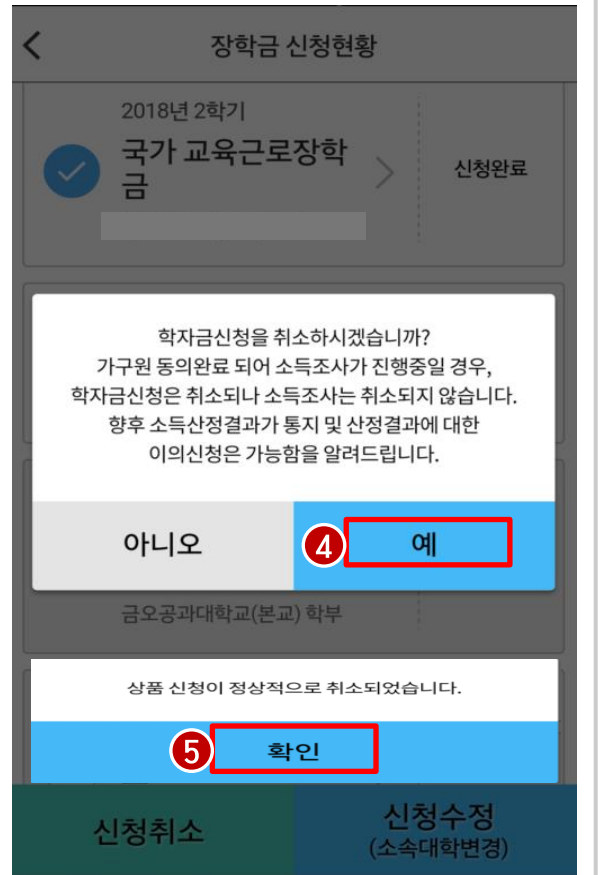 장학금 신청현황
2018년 2학기
국가 교육근로장학
금
신청완료
학자금신청을 취소하시겠습니까?
가구원 동의완료 되어 소득조사가 진행중일 경우,
학자금신청은 취소되나 소득조사는 취소되지 않습니다.
향후 소득산정결과가 통지 및 산정결과에 대한
이의신청은 가능함을 알려드립니다.
아니오
4 예
금오공과대학교(본교) 학부
상품 신청이 정상적으로 취소되었습니다.
5 확인
신청취소
신청수정
(소속대학변경)